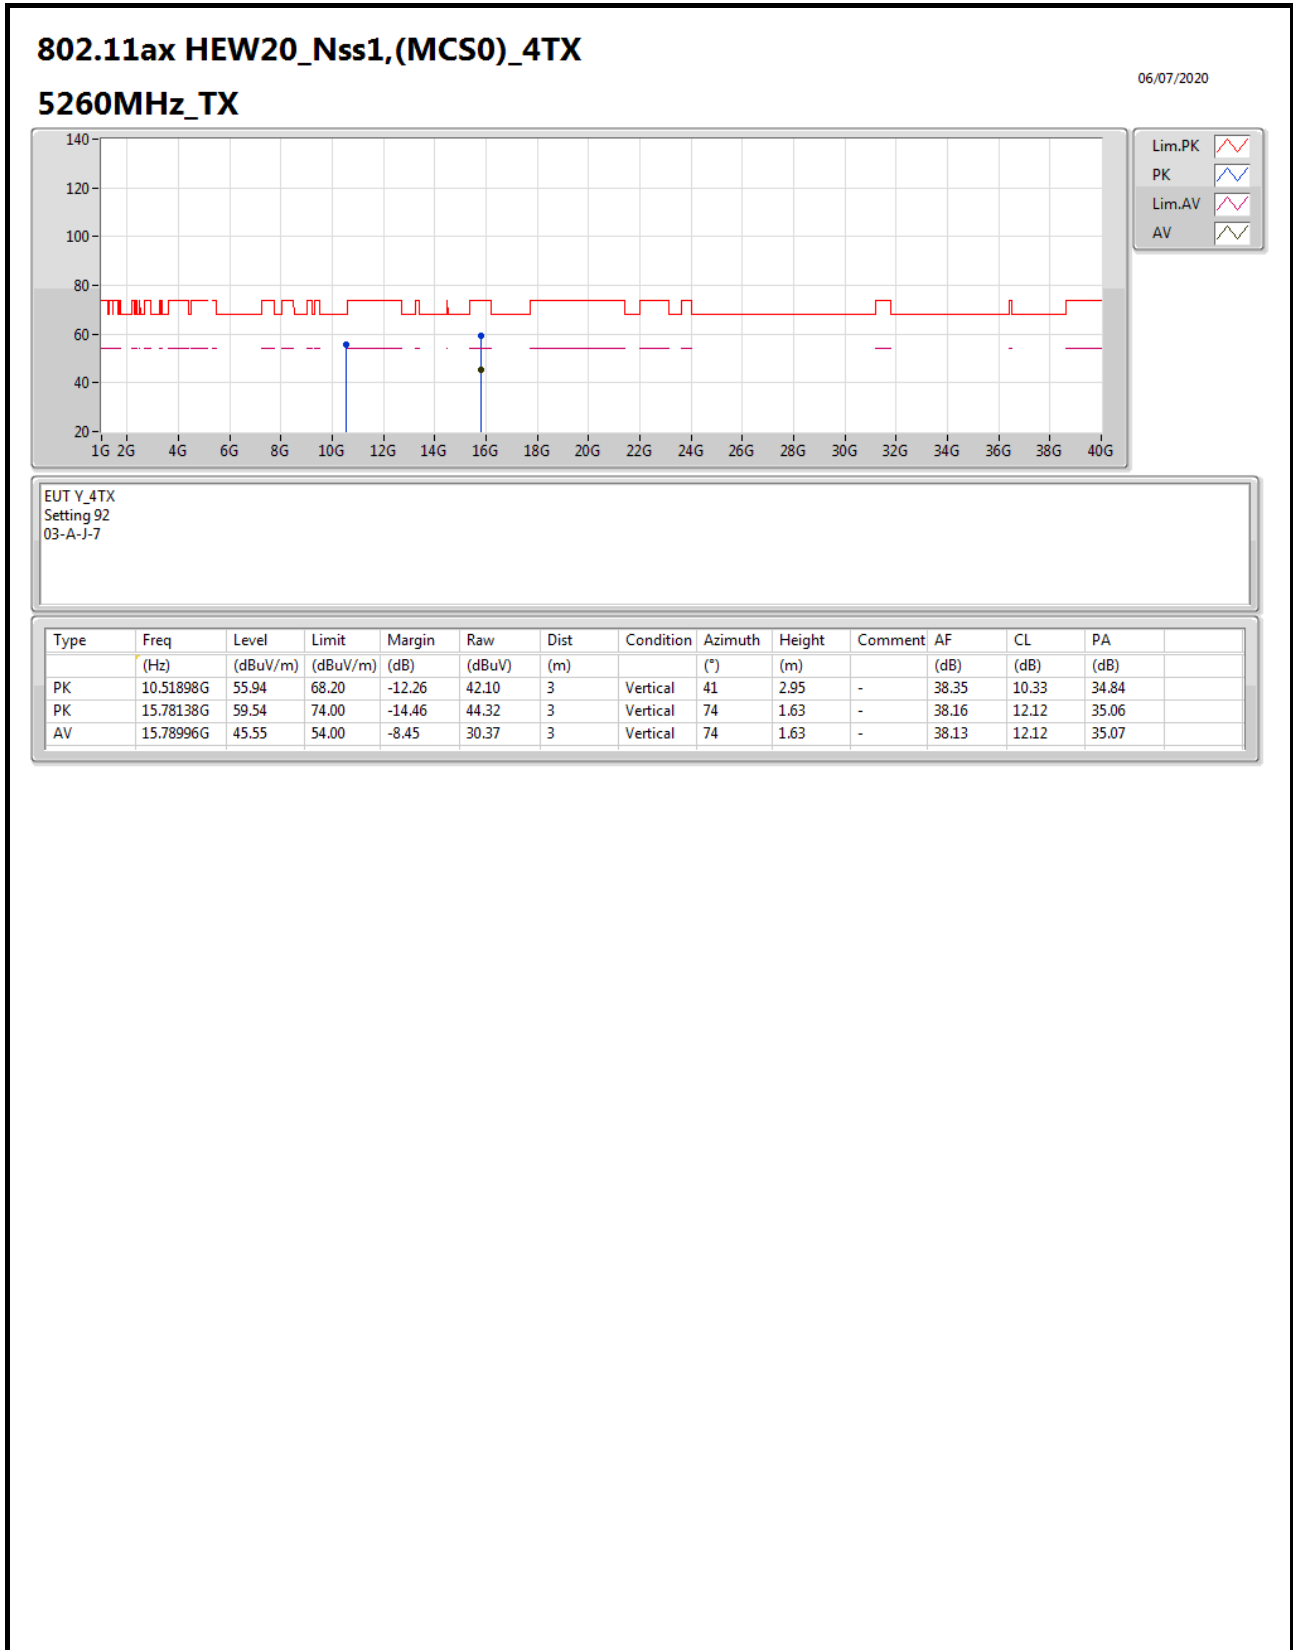 802.11ax HEW20_Nss1,(MCS0)_4TX
06/07/2020
5260MHz_TX
140
120
100
80
60
40
20
1G 2G 4G 6G 8G 10G 12G 14G 16G 18G 20G 22G 24G 26G 28G 30G 32G 34G 36G 38G 40G
Lim.PK
PK
Lim.AV
AV
EUT Y_4TX
Setting 92
03-A-J-7
Type Freq Level Limit Margin Raw Dist Condition Azimuth Height Comment AF CL PA
(Hz) (dBuV/m) (dBuV/m) (dB) (dBuV) (m) (°) (m) (dB) (dB) (dB)
PK 10.51898G 55.94 68.20 -12.26 42.10 3 Vertical 41 2.95 - 38.35 10.33 34.84
PK 15.78138G 59.54 74.00 -14.46 44.32 3 Vertical 74 1.63 - 38.16 12.12 35.06
AV 15.78996G 45.55 54.00 -8.45 30.37 3 Vertical 74 1.63 - 38.13 12.12 35.07